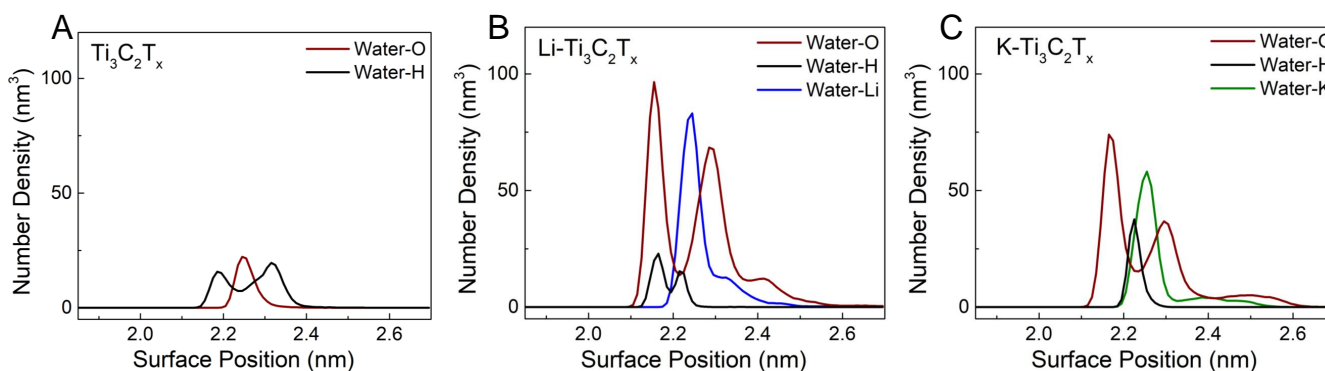 A
Ti₃C₂Tₓ
Water-O
Water-H
Number Density (nm³)
100
50
0
2.0 2.2 2.4 2.6
Surface Position (nm)
B
Li-Ti₃C₂Tₓ
Water-O
Water-H
Water-Li
Number Density (nm³)
100
50
0
2.0 2.2 2.4 2.6
Surface Position (nm)
C
K-Ti₃C₂Tₓ
Water-O
Water-H
Water-K
Number Density (nm³)
100
50
0
2.0 2.2 2.4 2.6
Surface Position (nm)